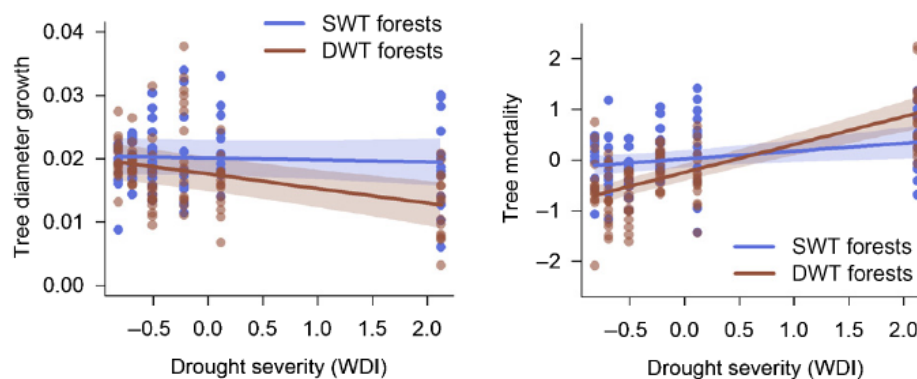 SWT forests
DWT forests
0.04
0.03
0.02
0.01
0.00
Tree diameter growth
–0.5 0.0 0.5 1.0 1.5 2.0
Drought severity (WDI)
2
1
0
–1
–2
Tree mortality
SWT forests
DWT forests
–0.5 0.0 0.5 1.0 1.5 2.0
Drought severity (WDI)